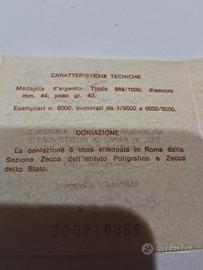 CARATTERISTICHE TECNICHE
Medaglia d'argento: Titolo 986/1000; diametro
mm. 44; peso gr. 40.
Esemplari n. 6000, numerati da 1/6000 a 6000/6000.
CONIAZIONE
La coniazione è stata effettuata in Roma dalla
Sezione Zecca dell'Istituto Poligrafico e Zecca
dello Stato.
subito